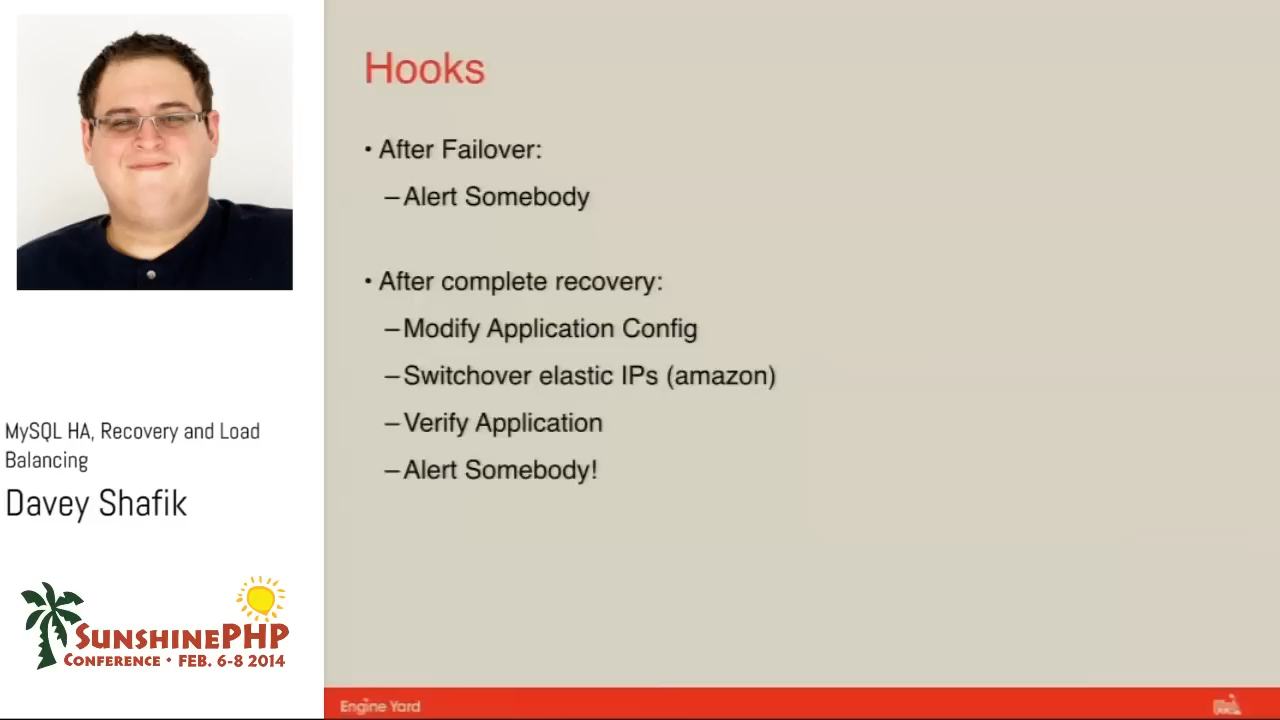 Hooks
• After Failover:
– Alert Somebody
• After complete recovery:
– Modify Application Config
– Switchover elastic IPs (amazon)
– Verify Application
– Alert Somebody!
MySQL HA, Recovery and Load
Balancing
Davey Shafik
SunshinePHP
Conference • Feb. 6-8 2014
Engine Yard